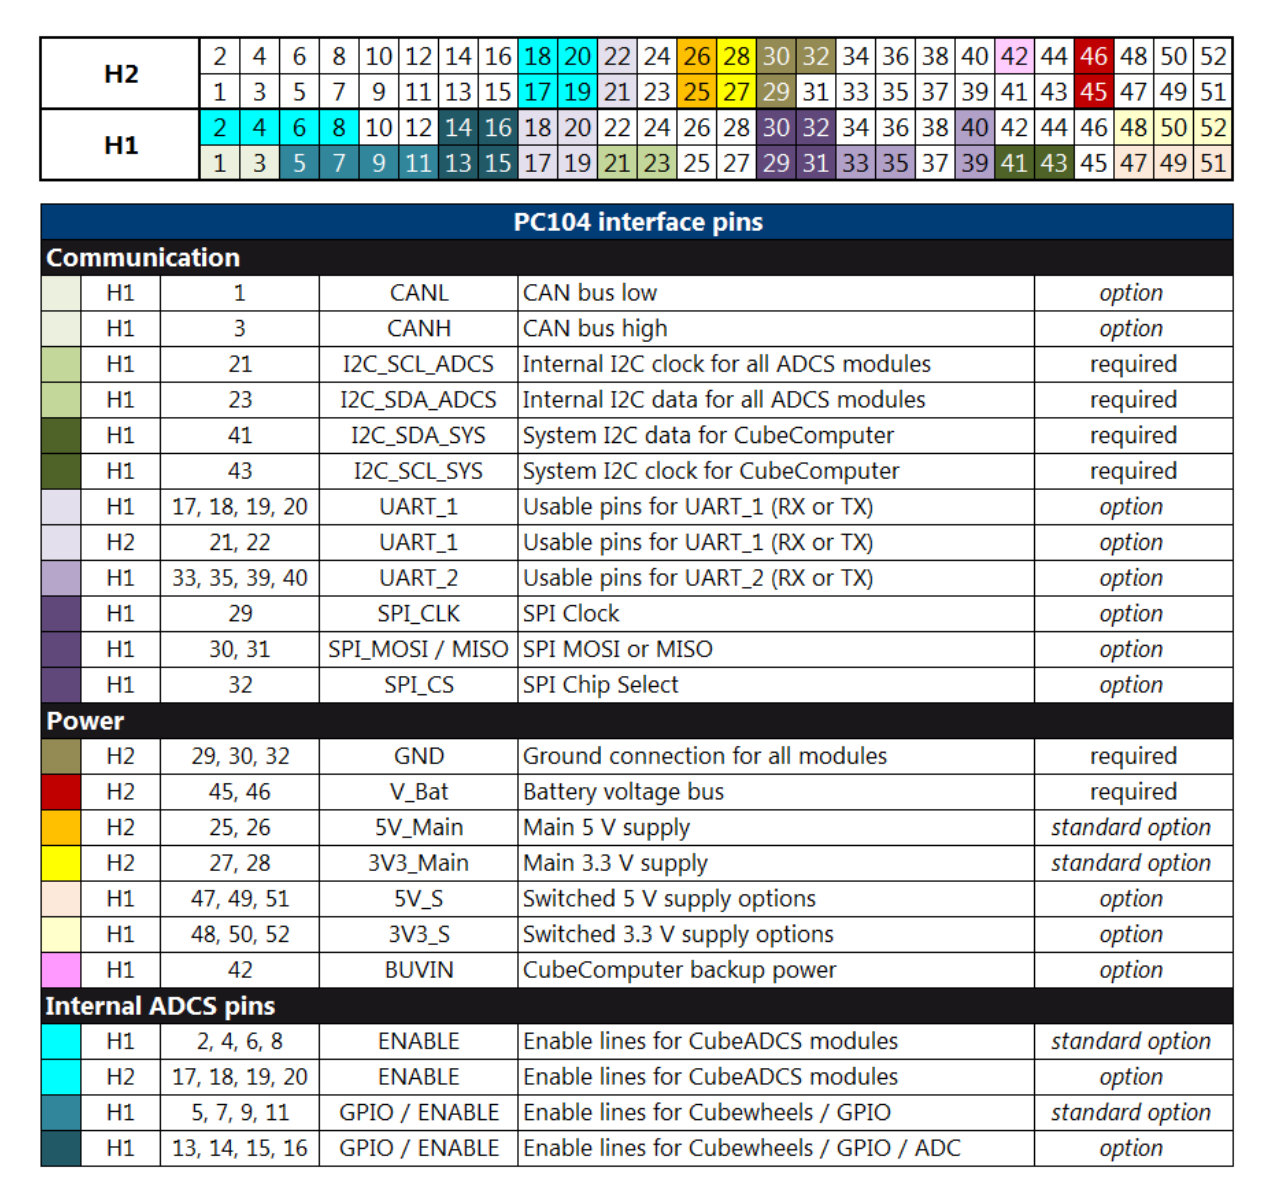 H2
2 4 6 8 10 12 14 16 18 20 22 24 26 28 30 32 34 36 38 40 42 44 46 48 50 52
1 3 5 7 9 11 13 15 17 19 21 23 25 27 29 31 33 35 37 39 41 43 45 47 49 51
H1
2 4 6 8 10 12 14 16 18 20 22 24 26 28 30 32 34 36 38 40 42 44 46 48 50 52
1 3 5 7 9 11 13 15 17 19 21 23 25 27 29 31 33 35 37 39 41 43 45 47 49 51
PC104 interface pins
Communication
H1 1 CANL CAN bus low option
H1 3 CANH CAN bus high option
H1 21 I2C_SCL_ADCS Internal I2C clock for all ADCS modules required
H1 23 I2C_SDA_ADCS Internal I2C data for all ADCS modules required
H1 41 I2C_SDA_SYS System I2C data for CubeComputer required
H1 43 I2C_SCL_SYS System I2C clock for CubeComputer required
H1 17, 18, 19, 20 UART_1 Usable pins for UART_1 (RX or TX) option
H2 21, 22 UART_1 Usable pins for UART_1 (RX or TX) option
H1 33, 35, 39, 40 UART_2 Usable pins for UART_2 (RX or TX) option
H1 29 SPI_CLK SPI Clock option
H1 30, 31 SPI_MOSI / MISO SPI MOSI or MISO option
H1 32 SPI_CS SPI Chip Select option
Power
H2 29, 30, 32 GND Ground connection for all modules required
H2 45, 46 V_Bat Battery voltage bus required
H2 25, 26 5V_Main Main 5 V supply standard option
H2 27, 28 3V3_Main Main 3.3 V supply standard option
H1 47, 49, 51 5V_S Switched 5 V supply options option
H1 48, 50, 52 3V3_S Switched 3.3 V supply options option
H1 42 BUVIN CubeComputer backup power option
Internal ADCS pins
H1 2, 4, 6, 8 ENABLE Enable lines for CubeADCS modules standard option
H2 17, 18, 19, 20 ENABLE Enable lines for CubeADCS modules option
H1 5, 7, 9, 11 GPIO / ENABLE Enable lines for Cubewheels / GPIO standard option
H1 13, 14, 15, 16 GPIO / ENABLE Enable lines for Cubewheels / GPIO / ADC option